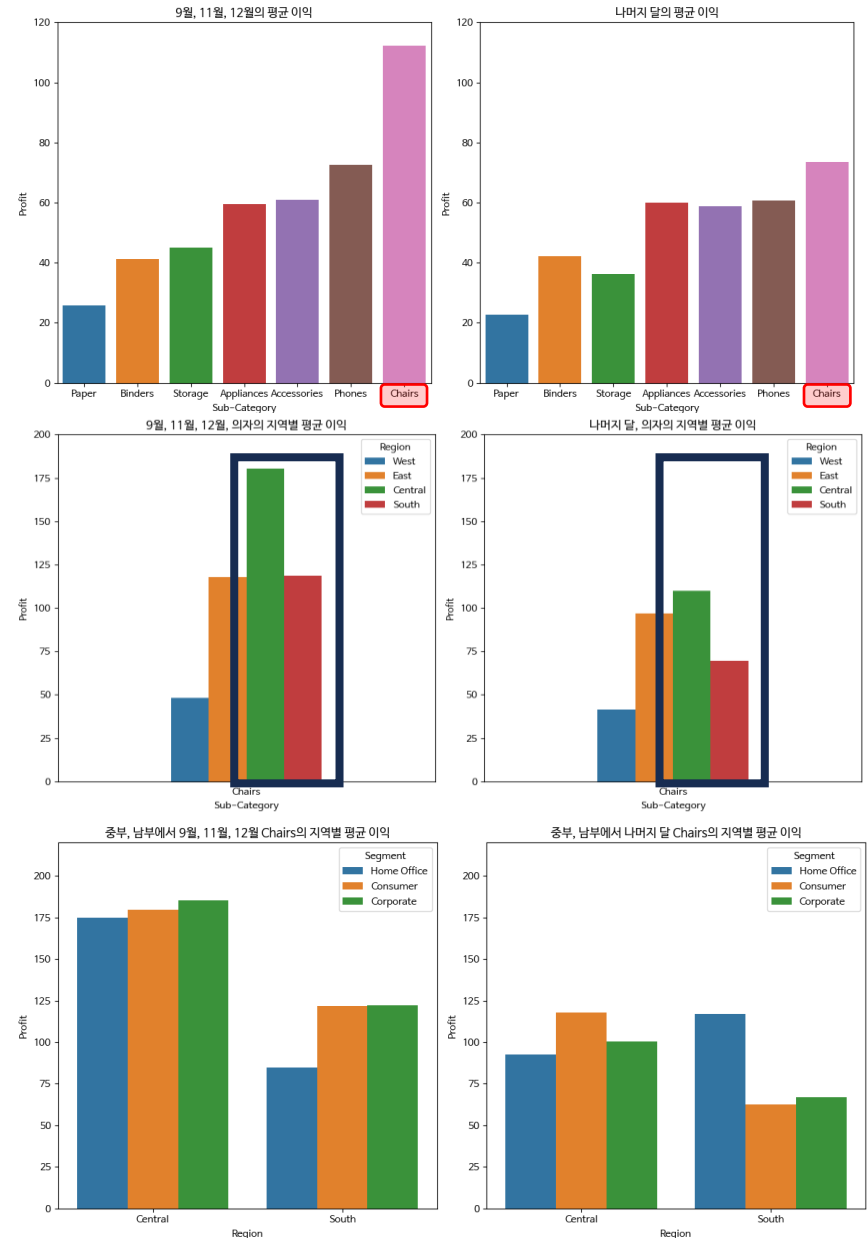 9월, 11월, 12월의 평균 이익
120
100
80
60
40
20
0
Profit
Paper Binders Storage Appliances Accessories Phones Chairs
Sub-Category
나머지 달의 평균 이익
120
100
80
60
40
20
0
Profit
Paper Binders Storage Appliances Accessories Phones Chairs
Sub-Category
9월, 11월, 12월, 의자의 지역별 평균 이익
200
175
150
125
100
75
50
25
0
Profit
Region
West
East
Central
South
Chairs
Sub-Category
나머지 달, 의자의 지역별 평균 이익
200
175
150
125
100
75
50
25
0
Profit
Region
West
East
Central
South
Chairs
Sub-Category
중부, 남부에서 9월, 11월, 12월 Chairs의 지역별 평균 이익
200
175
150
125
100
75
50
25
0
Profit
Segment
Home Office
Consumer
Corporate
Central South
Region
중부, 남부에서 나머지 달 Chairs의 지역별 평균 이익
200
175
150
125
100
75
50
25
0
Profit
Segment
Home Office
Consumer
Corporate
Central South
Region